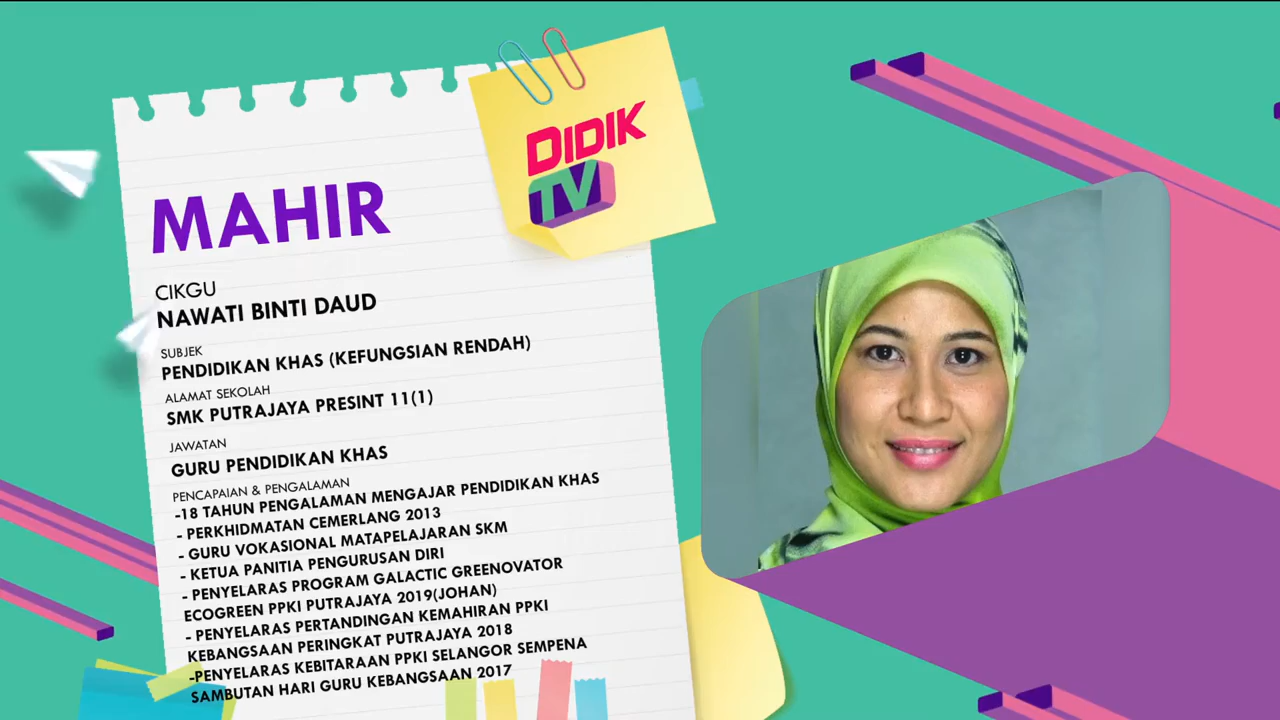 DIDIK
TV
MAHIR
CIKGU
NAWATI BINTI DAUD
SUBJEK
PENDIDIKAN KHAS (KEFUNGSIAN RENDAH)
ALAMAT SEKOLAH
SMK PUTRAJAYA PRESINT 11(1)
JAWATAN
GURU PENDIDIKAN KHAS
PENCAPAIAN & PENGALAMAN
-18 TAHUN PENGALAMAN MENGAJAR PENDIDIKAN KHAS
- PERKHIDMATAN CEMERLANG 2013
- GURU VOKASIONAL MATAPELAJARAN SKM
- KETUA PANITIA PENGURUSAN DIRI
- PENYELARAS PROGRAM GALACTIC GREENOVATOR
ECOGREEN PPKI PUTRAJAYA 2019(JOHAN)
- PENYELARAS PERTANDINGAN KEMAHIRAN PPKI
KEBANGSAAN PERINGKAT PUTRAJAYA 2018
-PENYELARAS KEBITARAAN PPKI SELANGOR SEMPENA
SAMBUTAN HARI GURU KEBANGSAAN 2017